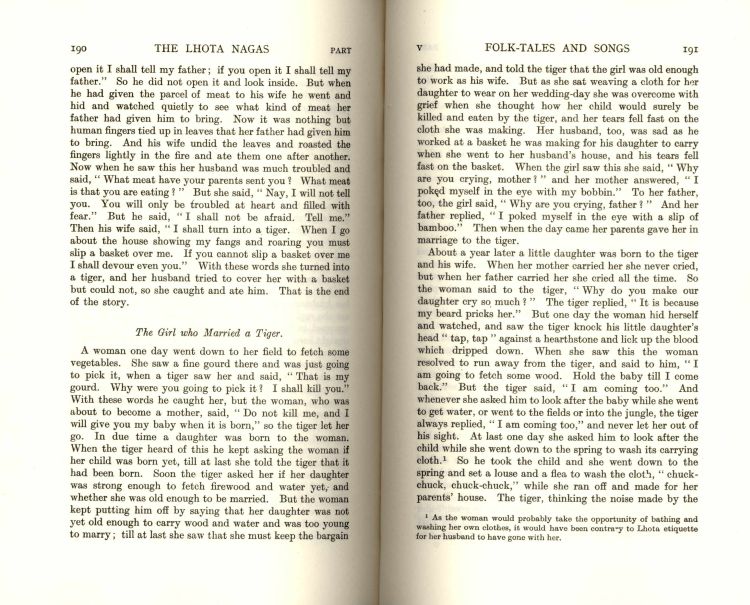 190 THE LHOTA NAGAS PART
open it I shall tell my father; if you open it I shall tell my
father.” So he did not open it and look inside. But when
he had given the parcel of meat to his wife he went and
hid and watched quietly to see what kind of meat her
father had given him to bring. Now it was nothing but
human fingers tied up in leaves that her father had given him
to bring. And his wife undid the leaves and roasted the
fingers lightly in the fire and ate them one after another.
Now when he saw this her husband was much troubled and
said, “ What meat have your parents sent you? What meat
is that you are eating? ” But she said, “ Nay, I will not tell
you. You will only be troubled at heart and filled with
fear.” But he said, “ I shall not be afraid. Tell me.”
Then his wife said, “ I shall turn into a tiger. When I go
about the house showing my fangs and roaring you must
slip a basket over me. If you cannot slip a basket over me
I shall devour even you.” With these words she turned into
a tiger, and her husband tried to cover her with a basket
but could not, so she caught and ate him. That is the end
of the story.
The Girl who Married a Tiger.
A woman one day went down to her field to fetch some
vegetables. She saw a fine gourd there and was just going
to pick it, when a tiger saw her and said, “ That is my
gourd. Why were you going to pick it? I shall kill you.”
With these words he caught her, but the woman, who was
about to become a mother, said, “ Do not kill me, and I
will give you my baby when it is born,” so the tiger let her
go. In due time a daughter was born to the woman.
When the tiger heard of this he kept asking the woman if
her child was born yet, till at last she told the tiger that it
had been born. Soon the tiger asked her if her daughter
was strong enough to fetch firewood and water yet, and
whether she was old enough to be married. But the woman
kept putting him off by saying that her daughter was not
yet old enough to carry wood and water and was too young
to marry; till at last she saw that she must keep the bargain
V FOLK-TALES AND SONGS 191
she had made, and told the tiger that the girl was old enough
to work as his wife. But as she sat weaving a cloth for her
daughter to wear on her wedding-day she was overcome with
grief when she thought how her child would surely be
killed and eaten by the tiger, and her tears fell fast on the
cloth she was making. Her husband, too, was sad as he
worked at a basket he was making for his daughter to carry
when she went to her husband’s house, and his tears fell
fast on the basket. When the girl saw this she said, “ Why
are you crying, mother? ” and her mother answered, “ I
poked myself in the eye with my bobbin.” To her father,
too, the girl said, “ Why are you crying, father? ” And her
father replied, “ I poked myself in the eye with a slip of
bamboo.” Then when the day came her parents gave her in
marriage to the tiger.
About a year later a little daughter was born to the tiger
and his wife. When her mother carried her she never cried,
but when her father carried her she cried all the time. So
the woman said to the tiger, “ Why do you make our
daughter cry so much? ” The tiger replied, “ It is because
my beard pricks her.” But one day the woman hid herself
and watched, and saw the tiger knock his little daughter’s
head “ tap, tap ” against a hearthstone and lick up the blood
which dripped down. When she saw this the woman
resolved to run away from the tiger, and said to him, “ I
am going to fetch some wood. Hold the baby till I come
back.” But the tiger said, “ I am coming too.” And
whenever she asked him to look after the baby while she went
to get water, or went to the fields or into the jungle, the tiger
always replied, “ I am coming too,” and never let her out of
his sight. At last one day she asked him to look after the
child while she went down to the spring to wash its carrying
cloth.¹ So he took the child and she went down to the
spring and set a louse and a flea to wash the cloth, “ chuck-
chuck, chuck-chuck,” while she ran off and made for her
parents’ house. The tiger, thinking the noise made by the
¹ As the woman would probably take the opportunity of bathing and
washing her own clothes, it would have been contrary to Lhota etiquette
for her husband to have gone with her.